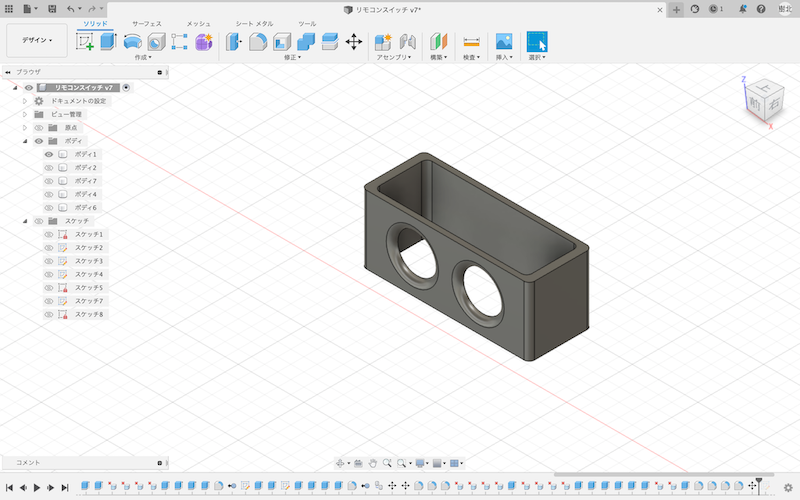 リモコンスイッチ v7*
1
樹北
デザイン
ソリッド サーフェス メッシュ シート メタル ツール
作成 修正 アセンブリ 構築 検査 挿入 選択
ブラウザ
リモコンスイッチ v7
ドキュメントの設定
ビュー管理
原点
ボディ
ボディ1
ボディ2
ボディ7
ボディ4
ボディ6
スケッチ
スケッチ1
スケッチ2
スケッチ3
スケッチ4
スケッチ5
スケッチ7
スケッチ8
Z
上
前 右
X
コメント